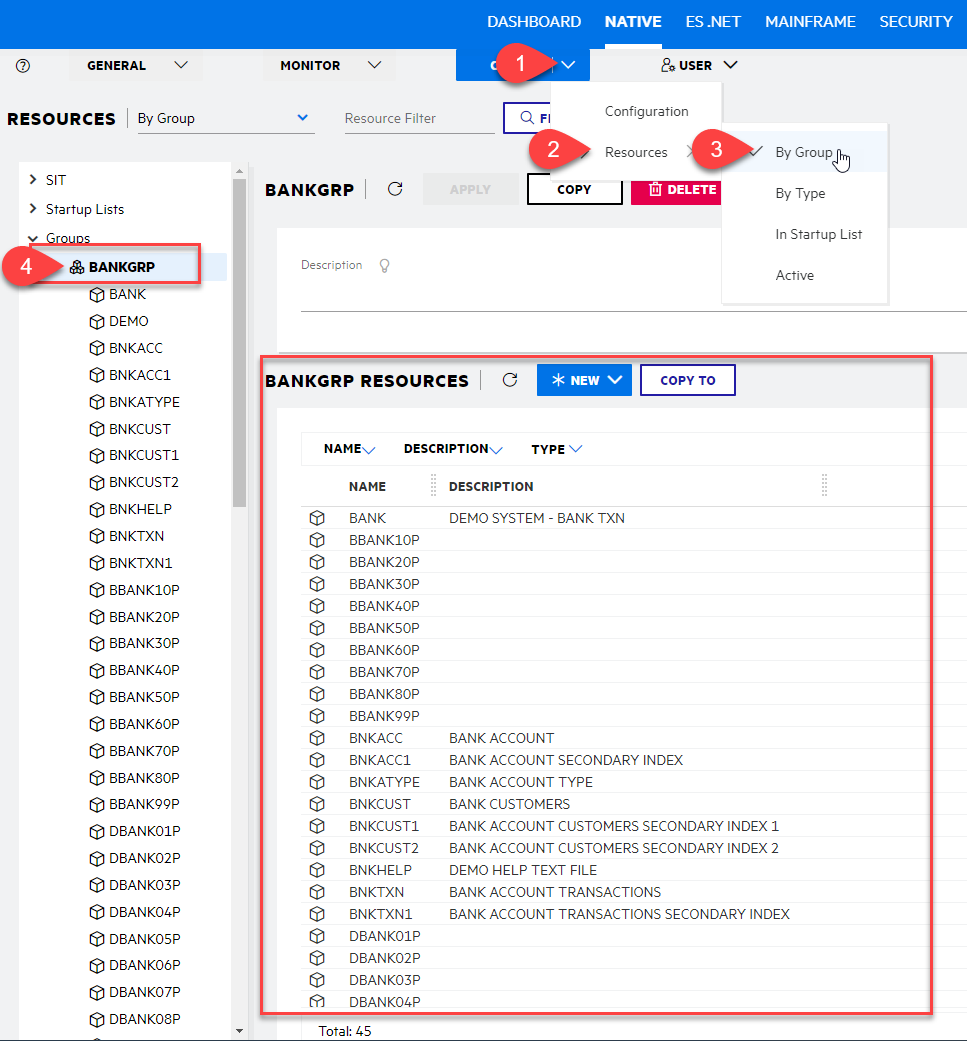 DASHBOARD NATIVE ES .NET MAINFRAME SECURITY
GENERAL MONITOR C 1 USER
RESOURCES By Group Resource Filter FI
Configuration
2 Resources 3 By Group
By Type
In Startup List
Active
SIT
Startup Lists
Groups
4 BANKGRP
BANK
DEMO
BNKACC
BNKACC1
BNKATYPE
BNKCUST
BNKCUST1
BNKCUST2
BNKHELP
BNKTXN
BNKTXN1
BBANK10P
BBANK20P
BBANK30P
BBANK40P
BBANK50P
BBANK60P
BBANK70P
BBANK80P
BBANK99P
DBANK01P
DBANK02P
DBANK03P
DBANK04P
DBANK05P
DBANK06P
DBANK07P
DBANK08P
BANKGRP APPLY COPY DELETE
Description
BANKGRP RESOURCES NEW COPY TO
NAME DESCRIPTION TYPE
NAME DESCRIPTION
BANK DEMO SYSTEM - BANK TXN
BBANK10P
BBANK20P
BBANK30P
BBANK40P
BBANK50P
BBANK60P
BBANK70P
BBANK80P
BBANK99P
BNKACC BANK ACCOUNT
BNKACC1 BANK ACCOUNT SECONDARY INDEX
BNKATYPE BANK ACCOUNT TYPE
BNKCUST BANK CUSTOMERS
BNKCUST1 BANK ACCOUNT CUSTOMERS SECONDARY INDEX 1
BNKCUST2 BANK ACCOUNT CUSTOMERS SECONDARY INDEX 2
BNKHELP DEMO HELP TEXT FILE
BNKTXN BANK ACCOUNT TRANSACTIONS
BNKTXN1 BANK ACCOUNT TRANSACTIONS SECONDARY INDEX
DBANK01P
DBANK02P
DBANK03P
DBANK04P
Total: 45